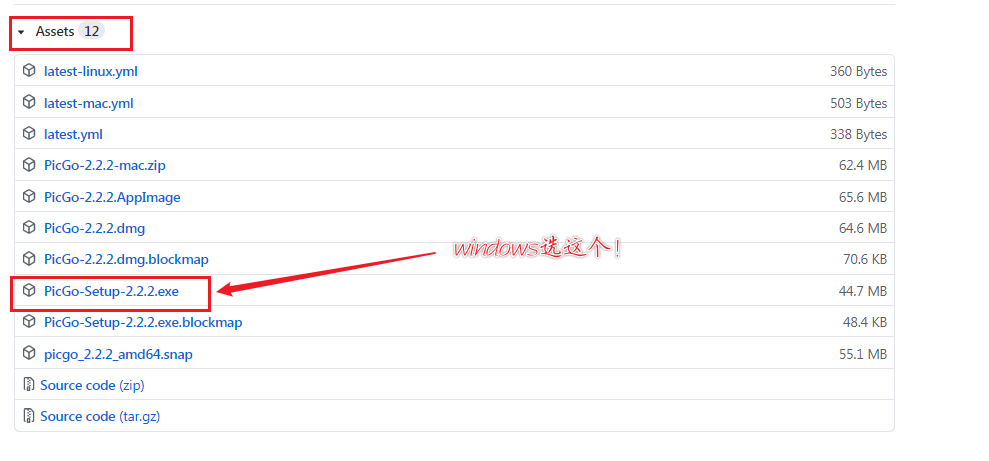 Assets 12
latest-linux.yml 360 Bytes
latest-mac.yml 503 Bytes
latest.yml 338 Bytes
PicGo-2.2.2-mac.zip 62.4 MB
PicGo-2.2.2.AppImage 65.6 MB
PicGo-2.2.2.dmg 64.6 MB
windows选这个！
PicGo-2.2.2.dmg.blockmap 70.6 KB
PicGo-Setup-2.2.2.exe 44.7 MB
PicGo-Setup-2.2.2.exe.blockmap 48.4 KB
picgo_2.2.2_amd64.snap 55.1 MB
Source code (zip)
Source code (tar.gz)